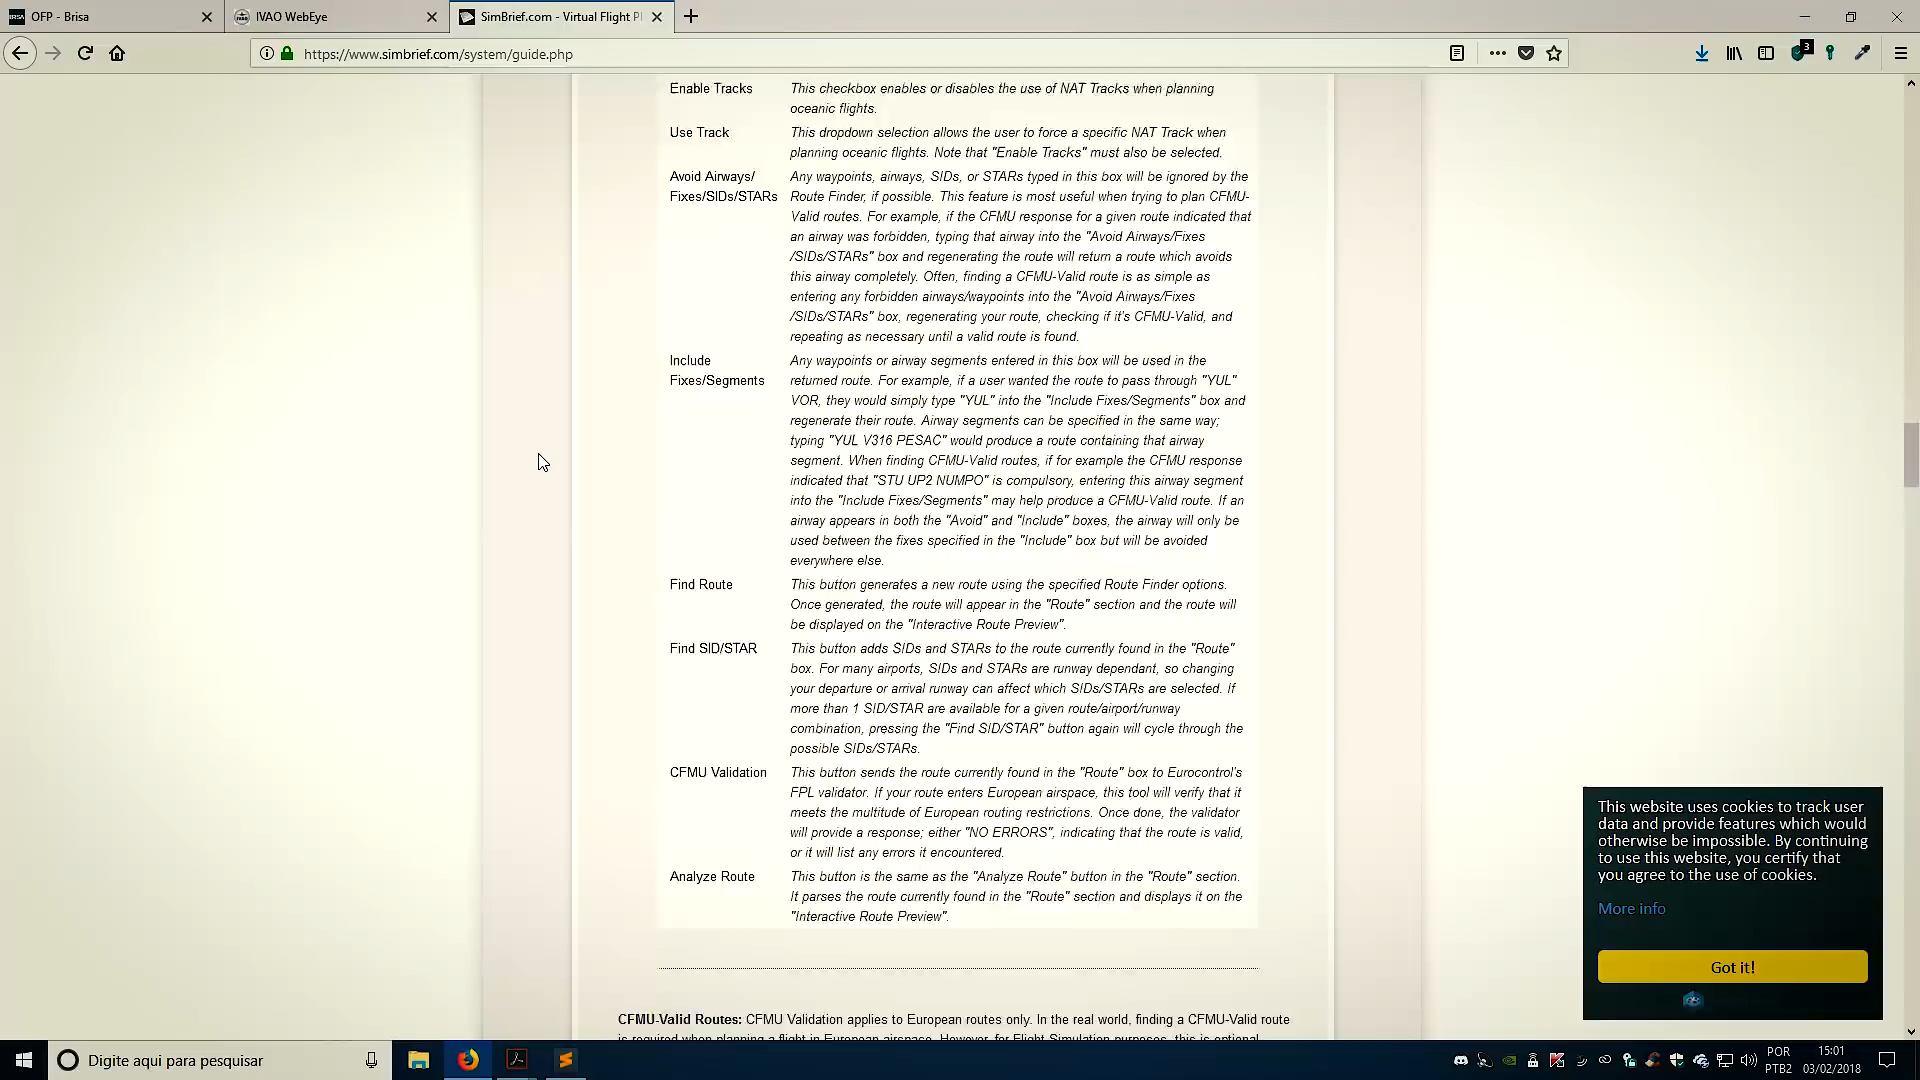 OFP - Brisa
IVAO WebEye
SimBrief.com - Virtual Flight P
https://www.simbrief.com/system/guide.php
3
Enable Tracks
This checkbox enables or disables the use of NAT Tracks when planning
oceanic flights.
Use Track
This dropdown selection allows the user to force a specific NAT Track when
planning oceanic flights. Note that "Enable Tracks" must also be selected.
Avoid Airways/
Fixes/SIDs/STARs
Any waypoints, airways, SIDs, or STARs typed in this box will be ignored by the
Route Finder, if possible. This feature is most useful when trying to plan CFMU-
Valid routes. For example, if the CFMU response for a given route indicated that
an airway was forbidden, typing that airway into the "Avoid Airways/Fixes
/SIDs/STARs" box and regenerating the route will return a route which avoids
this airway completely. Often, finding a CFMU-Valid route is as simple as
entering any forbidden airways/waypoints into the "Avoid Airways/Fixes
/SIDs/STARs" box, regenerating your route, checking if it's CFMU-Valid, and
repeating as necessary until a valid route is found.
Include
Fixes/Segments
Any waypoints or airway segments entered in this box will be used in the
returned route. For example, if a user wanted the route to pass through "YUL"
VOR, they would simply type "YUL" into the "Include Fixes/Segments" box and
regenerate their route. Airway segments can be specified in the same way;
typing "YUL V316 PESAC" would produce a route containing that airway
segment. When finding CFMU-Valid routes, if for example the CFMU response
indicated that "STU UP2 NUMPO" is compulsory, entering this airway segment
into the "Include Fixes/Segments" may help produce a CFMU-Valid route. If an
airway appears in both the "Avoid" and "Include" boxes, the airway will only be
used between the fixes specified in the "Include" box but will be avoided
everywhere else.
Find Route
This button generates a new route using the specified Route Finder options.
Once generated, the route will appear in the "Route" section and the route will
be displayed on the "Interactive Route Preview".
Find SID/STAR
This button adds SIDs and STARs to the route currently found in the "Route"
box. For many airports, SIDs and STARs are runway dependant, so changing
your departure or arrival runway can affect which SIDs/STARs are selected. If
more than 1 SID/STAR are available for a given route/airport/runway
combination, pressing the "Find SID/STAR" button again will cycle through the
possible SIDs/STARs.
CFMU Validation
This button sends the route currently found in the "Route" box to Eurocontrol's
FPL validator. If your route enters European airspace, this tool will verify that it
meets the multitude of European routing restrictions. Once done, the validator
will provide a response; either "NO ERRORS", indicating that the route is valid,
or it will list any errors it encountered.
Analyze Route
This button is the same as the "Analyze Route" button in the "Route" section.
It parses the route currently found in the "Route" section and displays it on the
"Interactive Route Preview".
CFMU-Valid Routes: CFMU Validation applies to European routes only. In the real world, finding a CFMU-Valid route
is required when planning a flight in European airspace. However, for Flight Simulation purposes, this is optional
This website uses cookies to track user
data and provide features which would
otherwise be impossible. By continuing
to use this website, you certify that
you agree to the use of cookies.
More info
Got it!
Digite aqui para pesquisar
POR
PTB2
15:01
03/02/2018